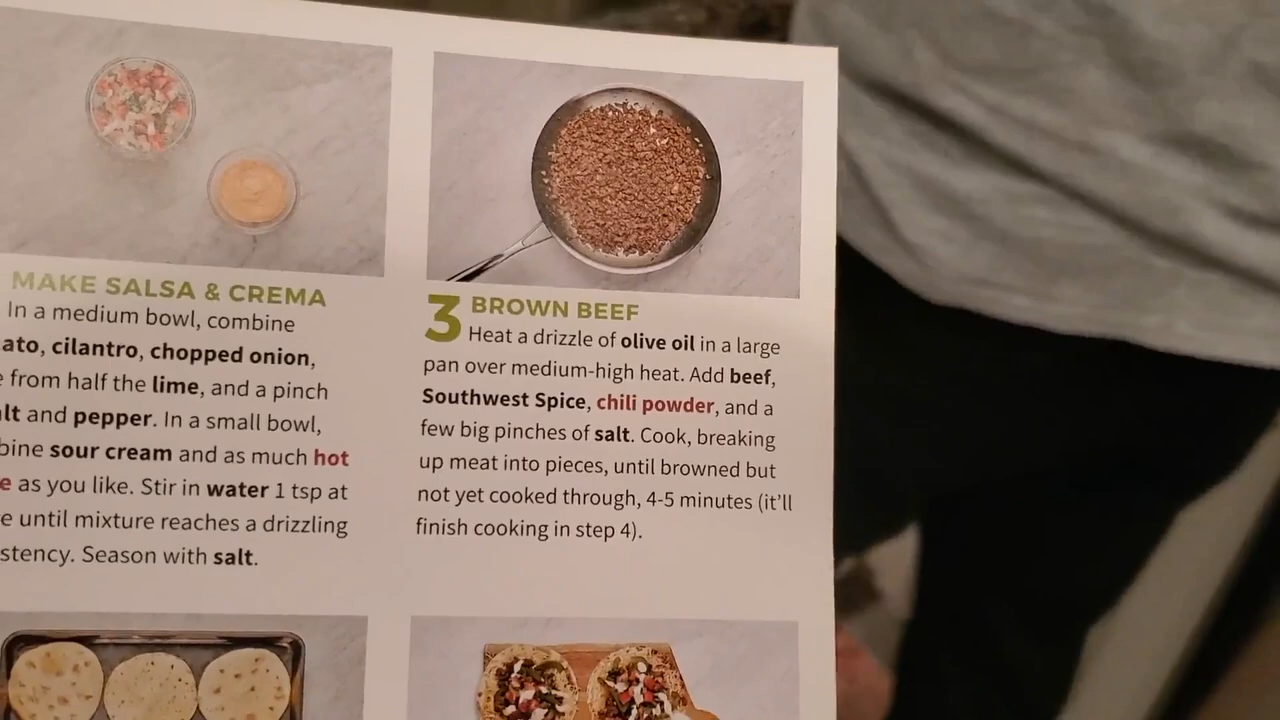 MAKE SALSA & CREMA
In a medium bowl, combine
cilantro, chopped onion,
from half the lime, and a pinch
and pepper. In a small bowl,
sour cream and as much hot
as you like. Stir in water 1 tsp at
until mixture reaches a drizzling
Season with salt.
3 BROWN BEEF
Heat a drizzle of olive oil in a large
pan over medium-high heat. Add beef,
Southwest Spice, chili powder, and a
few big pinches of salt. Cook, breaking
up meat into pieces, until browned but
not yet cooked through, 4-5 minutes (it'll
finish cooking in step 4).